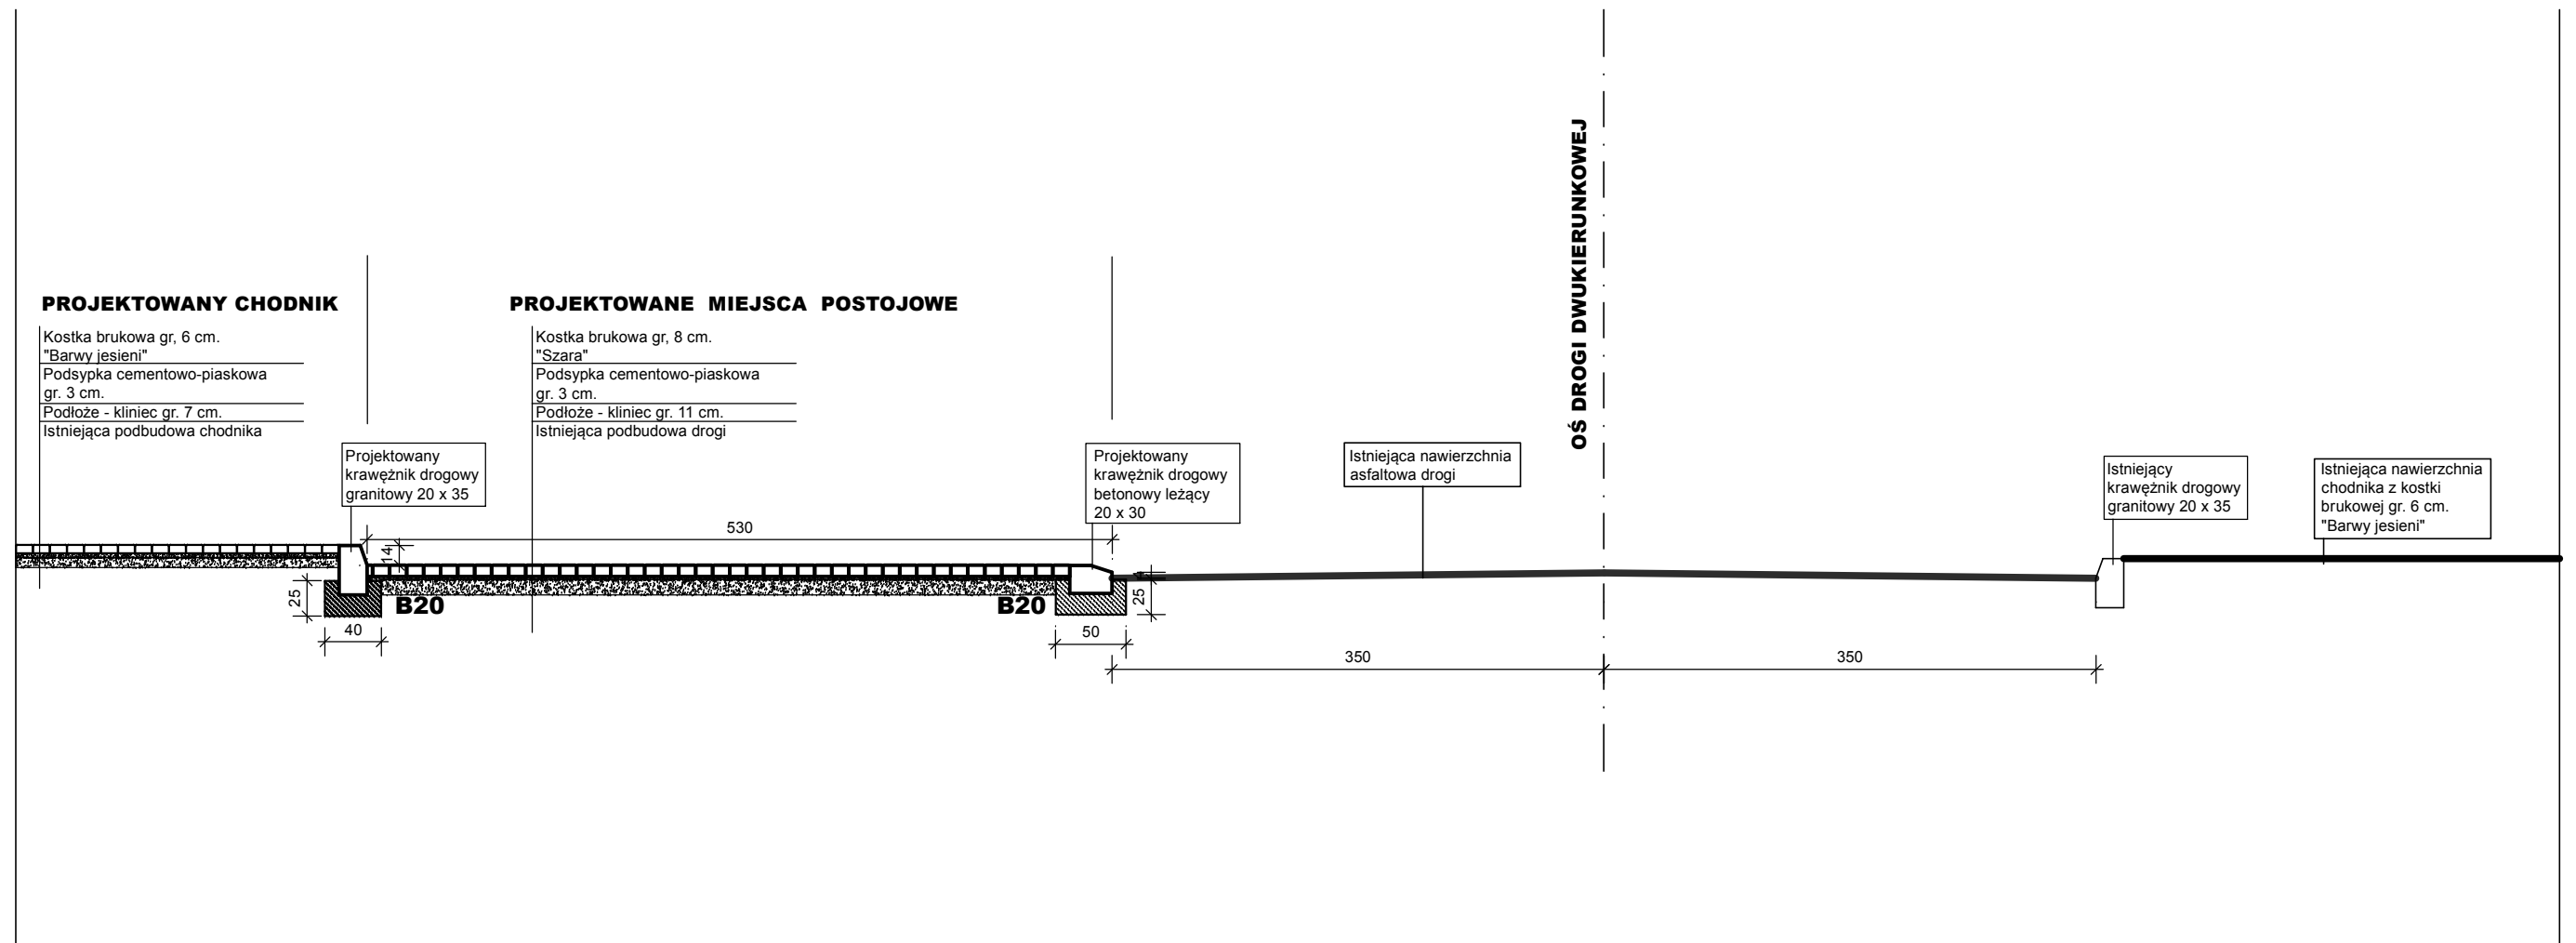 OŚ DROGI DWUKIERUNKOWEJ
PROJEKTOWANY CHODNIK
Kostka brukowa gr, 6 cm.
"Barwy jesieni"
Podsypka cementowo-piaskowa
gr. 3 cm.
Podłoże - kliniec gr. 7 cm.
Istniejąca podbudowa chodnika
PROJEKTOWANE MIEJSCA POSTOJOWE
Kostka brukowa gr, 8 cm.
"Szara"
Podsypka cementowo-piaskowa
gr. 3 cm.
Podłoże - kliniec gr. 11 cm.
Istniejąca podbudowa drogi
Projektowany
krawężnik drogowy
granitowy 20 x 35
Projektowany
krawężnik drogowy
betonowy leżący
20 x 30
Istniejąca nawierzchnia
asfaltowa drogi
Istniejący
krawężnik drogowy
granitowy 20 x 35
Istniejąca nawierzchnia
chodnika z kostki
brukowej gr. 6 cm.
"Barwy jesieni"
530
14
25
B20
B20
25
40
50
350
350